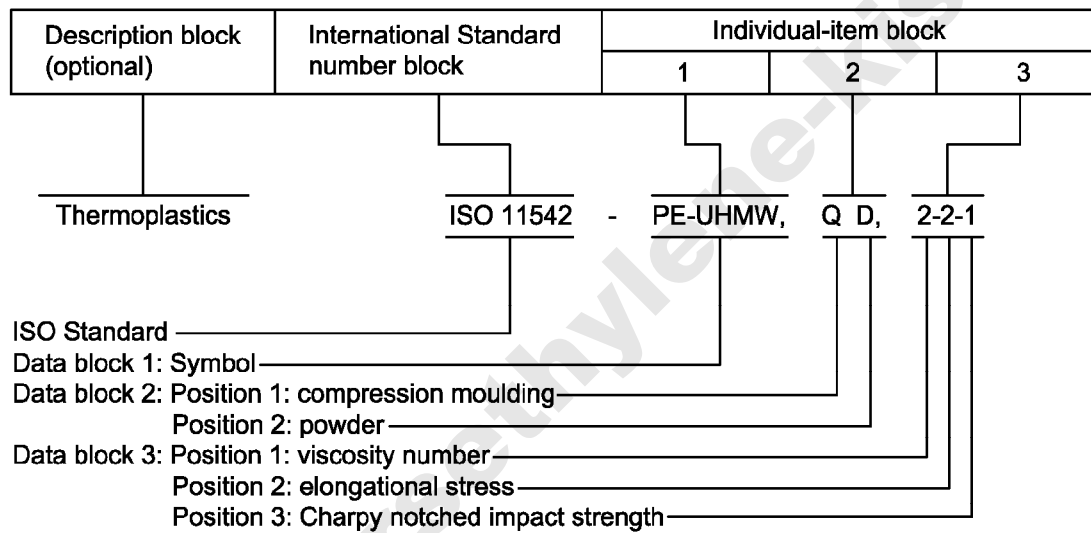 Description block
(optional)
International Standard
number block
Individual-item block
1 2 3
Thermoplastics ISO 11542 - PE-UHMW, Q D, 2-2-1
ISO Standard
Data block 1: Symbol
Data block 2: Position 1: compression moulding
Position 2: powder
Data block 3: Position 1: viscosity number
Position 2: elongational stress
Position 3: Charpy notched impact strength